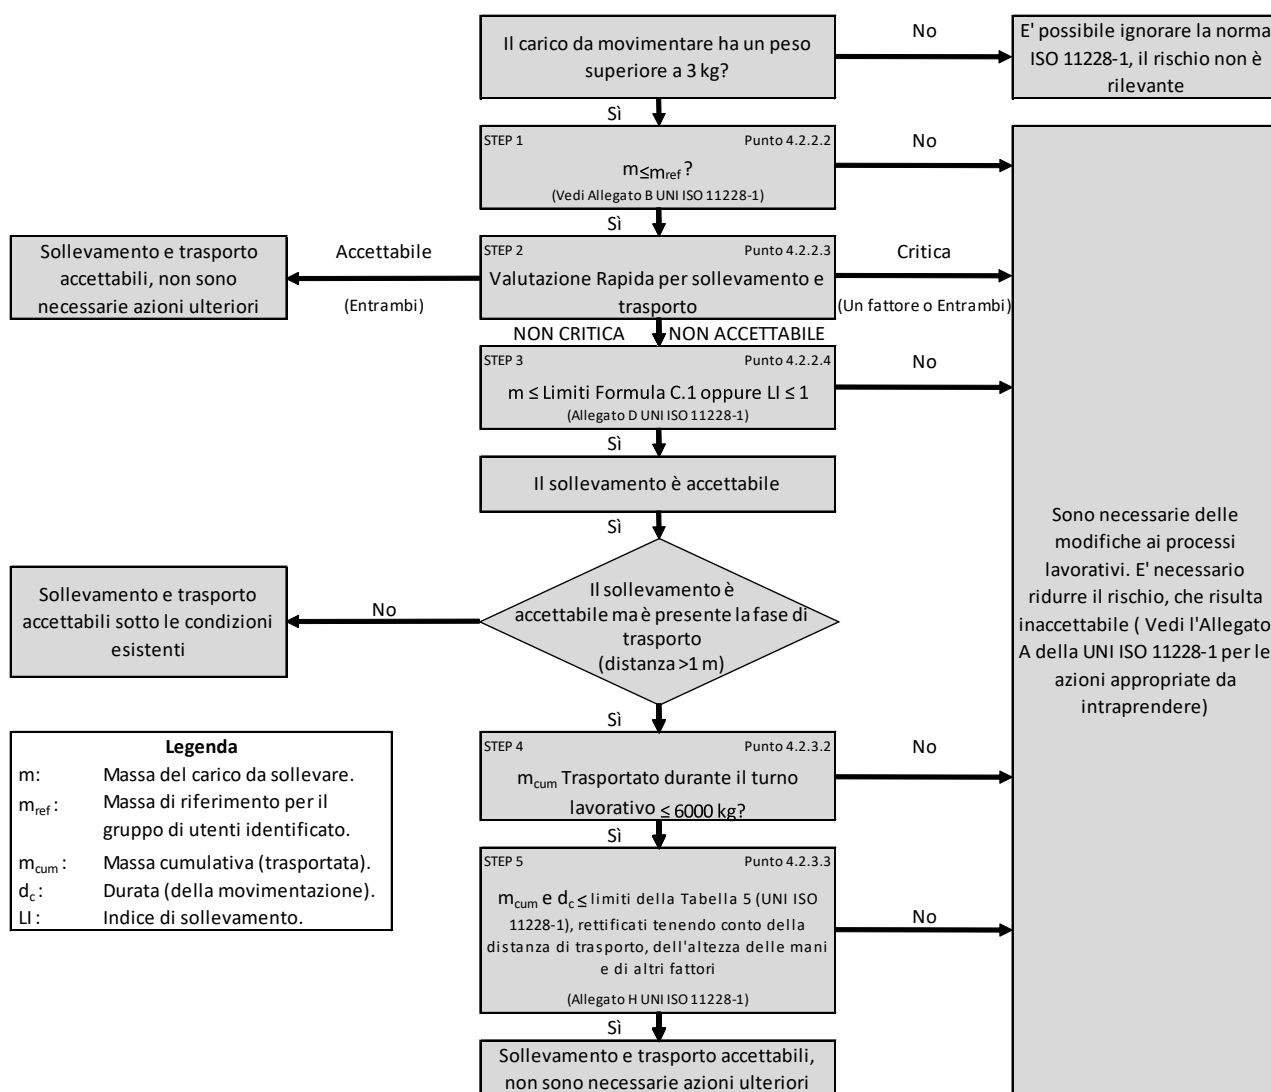 Il carico da movimentare ha un peso
superiore a 3 kg?
No
E' possibile ignorare la norma
ISO 11228-1, il rischio non è
rilevante
Sì
STEP 1 Punto 4.2.2.2
m≤mref ?
(Vedi Allegato B UNI ISO 11228-1)
No
Sì
Sollevamento e trasporto
accettabili, non sono
necessarie azioni ulteriori
Accettabile
(Entrambi)
STEP 2 Punto 4.2.2.3
Valutazione Rapida per sollevamento e
trasporto
Critica
(Un fattore o Entrambi)
NON CRITICA NON ACCETTABILE
STEP 3 Punto 4.2.2.4
m ≤ Limiti Formula C.1 oppure LI ≤ 1
(Allegato D UNI ISO 11228-1)
No
Sì
Il sollevamento è accettabile
Sì
Sono necessarie delle
modifiche ai processi
lavorativi. E' necessario
ridurre il rischio, che risulta
inaccettabile ( Vedi l'Allegato
A della UNI ISO 11228-1 per le
azioni appropriate da
intraprendere)
Il sollevamento è
accettabile ma è presente la fase di
trasporto
(distanza >1 m)
No
Sollevamento e trasporto
accettabili sotto le condizioni
esistenti
Sì
STEP 4 Punto 4.2.3.2
mcum Trasportato durante il turno
lavorativo ≤ 6000 kg?
No
Sì
Legenda
m: Massa del carico da sollevare.
mref : Massa di riferimento per il
gruppo di utenti identificato.
mcum : Massa cumulativa (trasportata).
dc : Durata (della movimentazione).
LI : Indice di sollevamento.
STEP 5 Punto 4.2.3.3
mcum e dc ≤ limiti della Tabella 5 (UNI ISO
11228-1), rettificati tenendo conto della
distanza di trasporto, dell'altezza delle mani
e di altri fattori
(Allegato H UNI ISO 11228-1)
No
Sì
Sollevamento e trasporto accettabili,
non sono necessarie azioni ulteriori